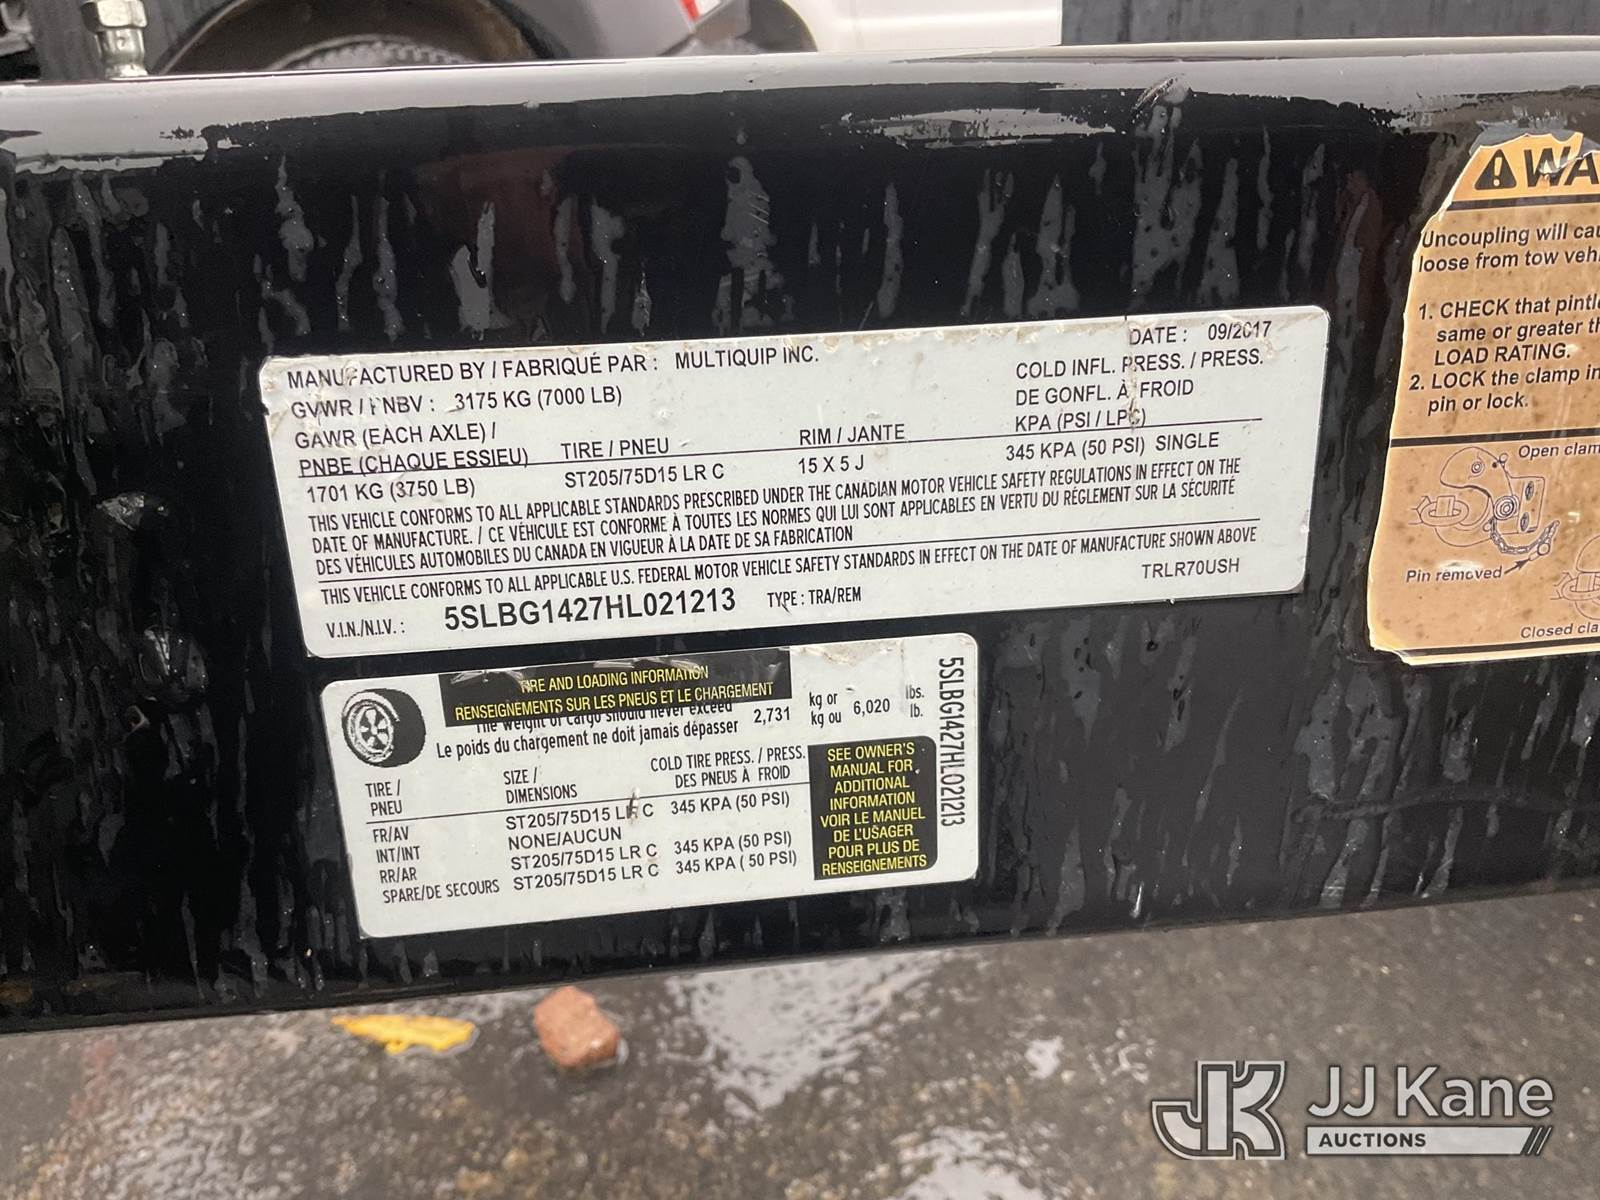 MANUFACTURED BY / FABRIQUÉ PAR : MULTIQUIP INC. DATE : 09/2017
GVWR / PNBV : 3175 KG (7000 LB) COLD INFL. PRESS. / PRESS.
GAWR (EACH AXLE) / DE GONFL. À FROID
PNBE (CHAQUE ESSIEU) TIRE / PNEU RIM / JANTE KPA (PSI / LPC)
1701 KG (3750 LB) ST205/75D15 LR C 15 X 5 J 345 KPA (50 PSI) SINGLE
THIS VEHICLE CONFORMS TO ALL APPLICABLE STANDARDS PRESCRIBED UNDER THE CANADIAN MOTOR VEHICLE SAFETY REGULATIONS IN EFFECT ON THE
DATE OF MANUFACTURE. / CE VÉHICULE EST CONFORME À TOUTES LES NORMES QUI LUI SONT APPLICABLES EN VERTU DU RÉGLEMENT SUR LA SÉCURITÉ
DES VÉHICULES AUTOMOBILES DU CANADA EN VIGUEUR À LA DATE DE SA FABRICATION
THIS VEHICLE CONFORMS TO ALL APPLICABLE U.S. FEDERAL MOTOR VEHICLE SAFETY STANDARDS IN EFFECT ON THE DATE OF MANUFACTURE SHOWN ABOVE
V.I.N./N.I.V. : 5SLBG1427HL021213 TYPE : TRA/REM TRLR70USH
TIRE AND LOADING INFORMATION
RENSEIGNEMENTS SUR LES PNEUS ET LE CHARGEMENT
The weight of cargo should never exceed
Le poids du chargement ne doit jamais dépasser 2,731 kg or kg ou 6,020 lbs. lb.
5SLBG1427HL021213
TIRE / PNEU
SIZE / DIMENSIONS
COLD TIRE PRESS. / PRESS.
DES PNEUS À FROID
FR/AV ST205/75D15 LR C 345 KPA (50 PSI)
INT/INT NONE/AUCUN
RR/AR ST205/75D15 LR C 345 KPA (50 PSI)
SPARE/DE SECOURS ST205/75D15 LR C 345 KPA ( 50 PSI)
SEE OWNER'S
MANUAL FOR
ADDITIONAL
INFORMATION
VOIR LE MANUEL
DE L'USAGER
POUR PLUS DE
RENSEIGNEMENTS
WA
Uncoupling will
loose from tow
1. CHECK that
same or greater
LOAD RATING.
2. LOCK the clamp
pin or lock.
Open
Pin removed
Closed
JK
JJ Kane
AUCTIONS